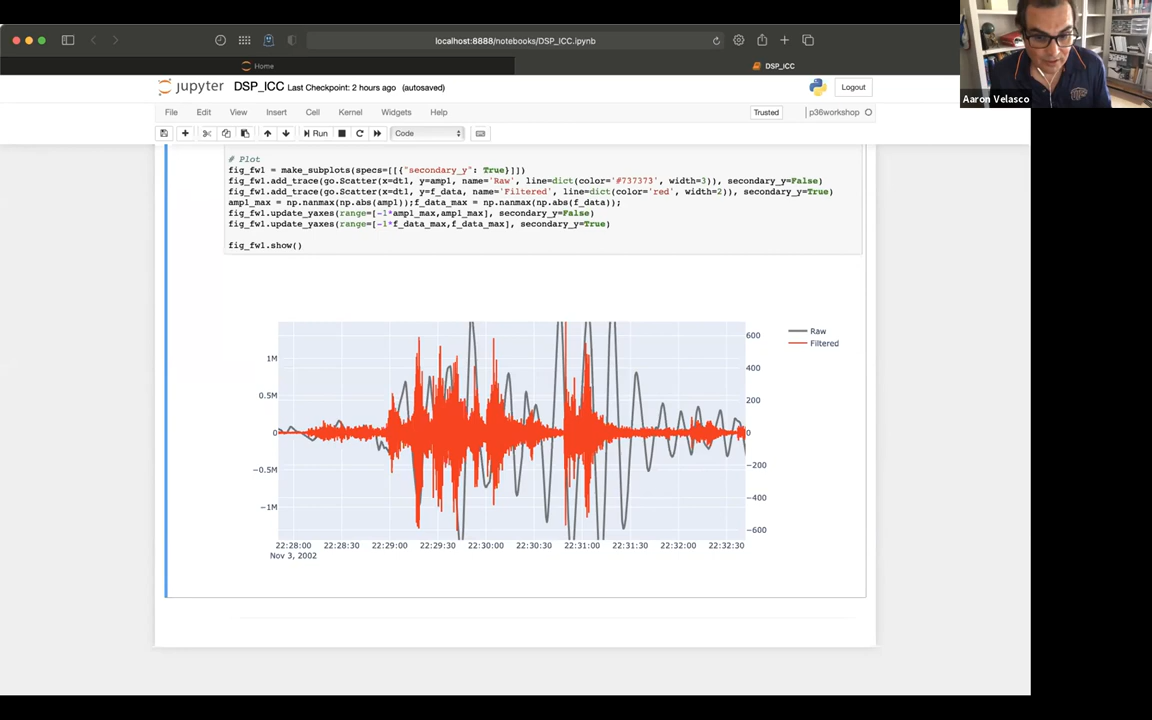 localhost:8888/notebooks/DSP_ICC.ipynb
Home
DSP_ICC
Aaron Velasco
jupyter DSP_ICC Last Checkpoint: 2 hours ago (autosaved)
Logout
File Edit View Insert Cell Kernel Widgets Help
Trusted
p36workshop
Run
Code
# Plot
fig_fw1 = make_subplots(specs=[[{"secondary_y": True}]])
fig_fw1.add_trace(go.Scatter(x=dt1, y=amp1, name='Raw', line=dict(color='#737373', width=3)), secondary_y=False)
fig_fw1.add_trace(go.Scatter(x=dt1, y=f_data, name='Filtered', line=dict(color='red', width=2)), secondary_y=True)
amp1_max = np.nanmax(np.abs(amp1));f_data_max = np.nanmax(np.abs(f_data));
fig_fw1.update_yaxes(range=[-1*amp1_max,amp1_max], secondary_y=False)
fig_fw1.update_yaxes(range=[-1*f_data_max,f_data_max], secondary_y=True)
fig_fw1.show()
Raw
Filtered
1M
0.5M
0
−0.5M
−1M
600
400
200
0
−200
−400
−600
22:28:00 22:28:30 22:29:00 22:29:30 22:30:00 22:30:30 22:31:00 22:31:30 22:32:00 22:32:30
Nov 3, 2002